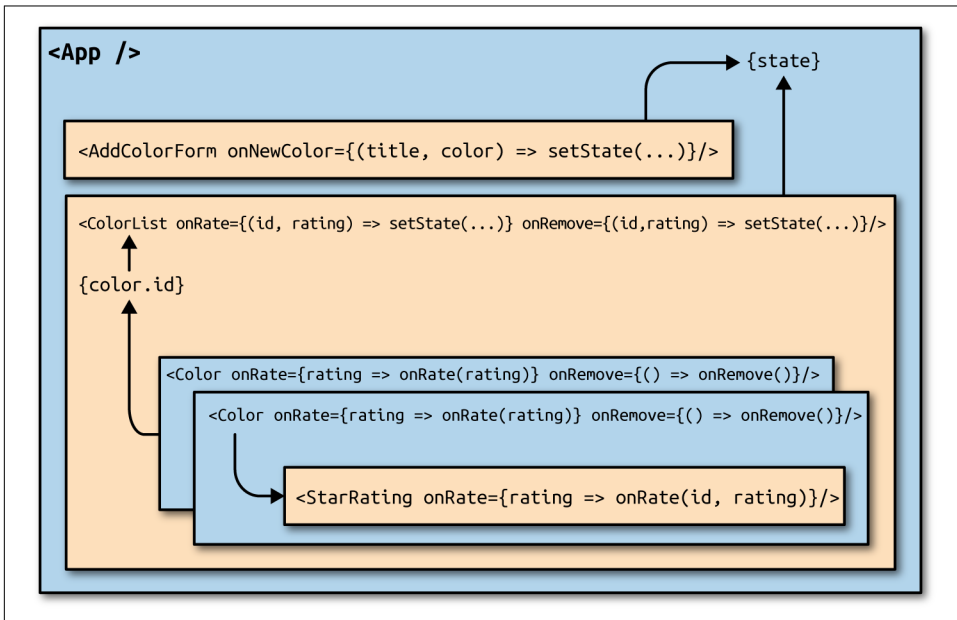 <App />
{state}
<AddColorForm onNewColor={(title, color) => setState(...)}/>
<ColorList onRate={(id, rating) => setState(...)} onRemove={(id,rating) => setState(...)}/>
{color.id}
<Color onRate={rating => onRate(rating)} onRemove={() => onRemove()}/>
<Color onRate={rating => onRate(rating)} onRemove={() => onRemove()}/>
<StarRating onRate={rating => onRate(id, rating)}/>